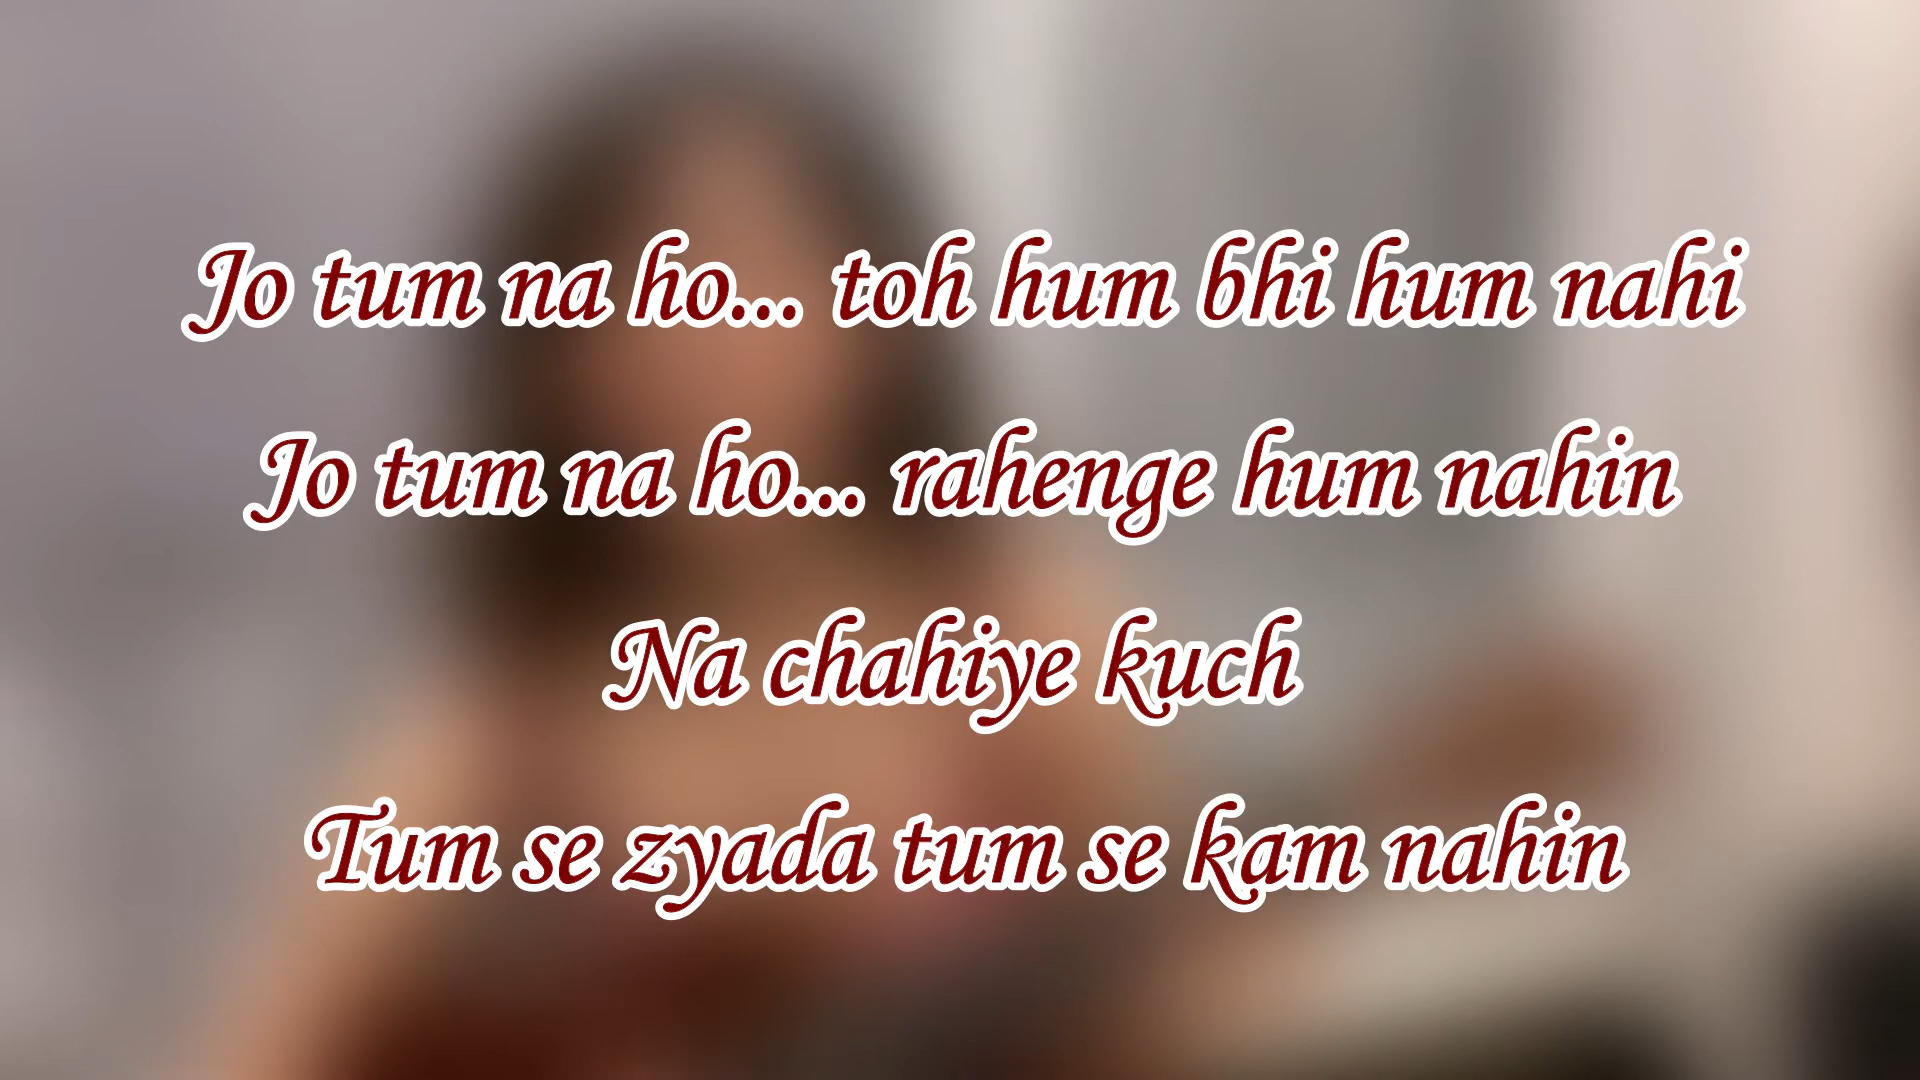 Jo tum na ho... toh hum bhi hum nahi
Jo tum na ho... rahenge hum nahin
Na chahiye kuch
Tum se zyada tum se kam nahin